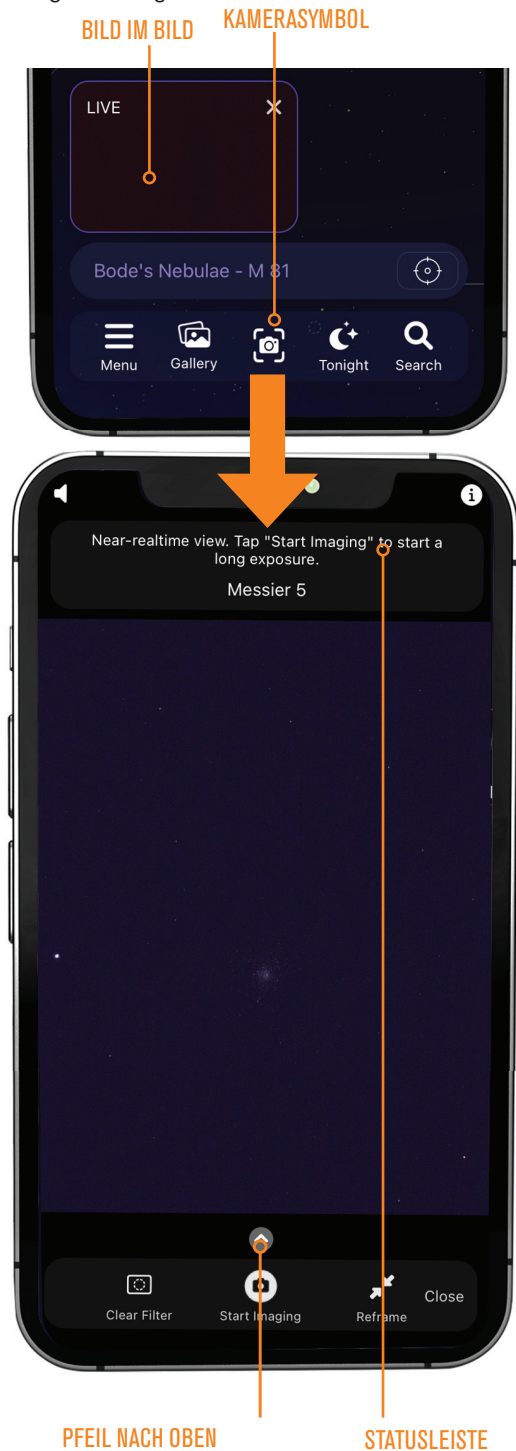 BILD IM BILD
KAMERASYMBOL
LIVE
Bode's Nebulae - M 81
Menu
Gallery
Tonight
Search
Near-realtime view. Tap "Start Imaging" to start a
long exposure.
Messier 5
Clear Filter
Start Imaging
Reframe
Close
PFEIL NACH OBEN
STATUSLEISTE